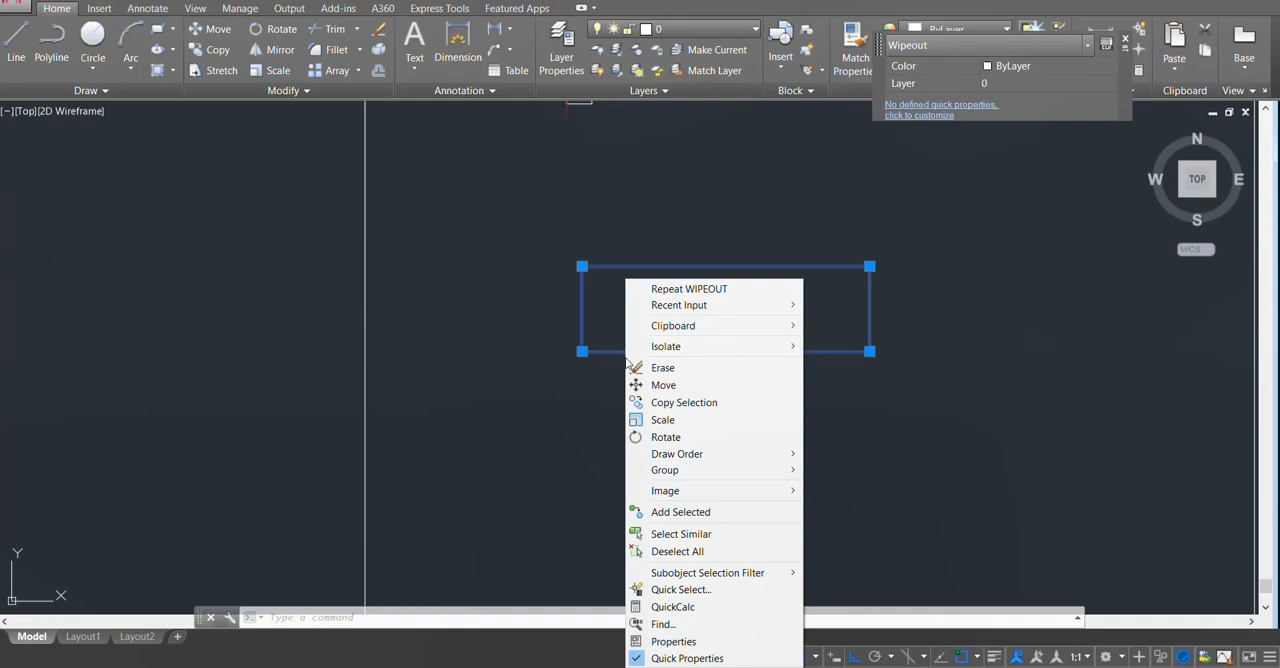 Home Insert Annotate View Manage Output Add-ins A360 Express Tools Featured Apps
Line Polyline Circle Arc
Move Rotate Trim
Copy Mirror Fillet
Stretch Scale Array
Text Dimension Table
Layer Properties
0
Make Current
Match Layer
Insert
Match
Properties
ByLayer
Paste
Base
Draw Modify Annotation Layers Block Clipboard View
Wipeout
Color ByLayer
Layer 0
No defined quick properties,
click to customize
[−][Top][2D Wireframe]
N
W TOP E
S
WCS
Repeat WIPEOUT
Recent Input
Clipboard
Isolate
Erase
Move
Copy Selection
Scale
Rotate
Draw Order
Group
Image
Add Selected
Select Similar
Deselect All
Subobject Selection Filter
Quick Select...
QuickCalc
Find...
Properties
Quick Properties
Y
X
Type a command
Model Layout1 Layout2 +
1:1